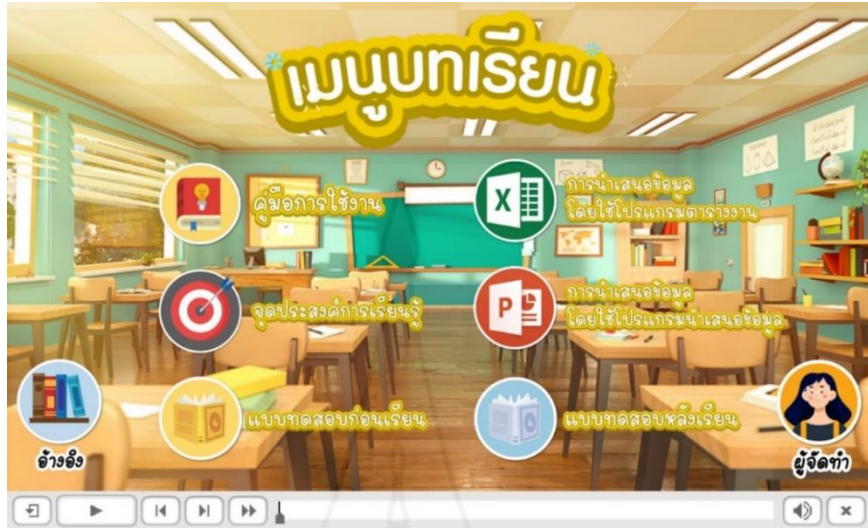 เมนูบทเรียน
คู่มือการใช้งาน
การนำเสนอข้อมูล
โดยใช้โปรแกรมตารางงาน
จุดประสงค์การเรียนรู้
การนำเสนอข้อมูล
โดยใช้โปรแกรมนำเสนอข้อมูล
แบบทดสอบก่อนเรียน
แบบทดสอบหลังเรียน
อ้างอิง
ผู้จัดทำ